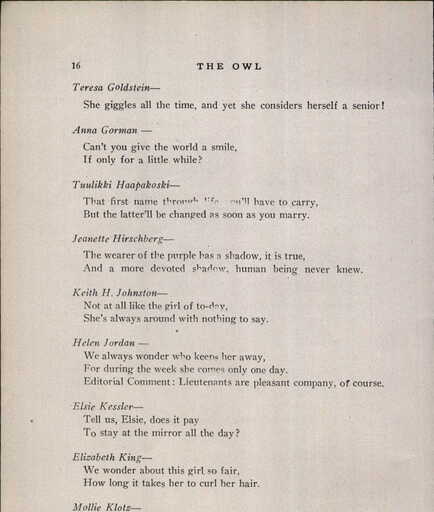 16 THE OWL
Teresa Goldstein—
She giggles all the time, and yet she considers herself a senior!
Anna Gorman —
Can't you give the world a smile,
If only for a little while?
Tuulikki Haapakoski—
That first name through life you'll have to carry,
But the latter'll be changed as soon as you marry.
Jeanette Hirschberg—
The wearer of the purple has a shadow, it is true,
And a more devoted shadow, human being never knew.
Keith H. Johnston—
Not at all like the girl of to-day,
She's always around with nothing to say.
Helen Jordan —
We always wonder who keeps her away,
For during the week she comes only one day.
Editorial Comment: Lieutenants are pleasant company, of course.
Elsie Kessler—
Tell us, Elsie, does it pay
To stay at the mirror all the day?
Elizabeth King—
We wonder about this girl so fair,
How long it takes her to curl her hair.
Mollie Klotz—